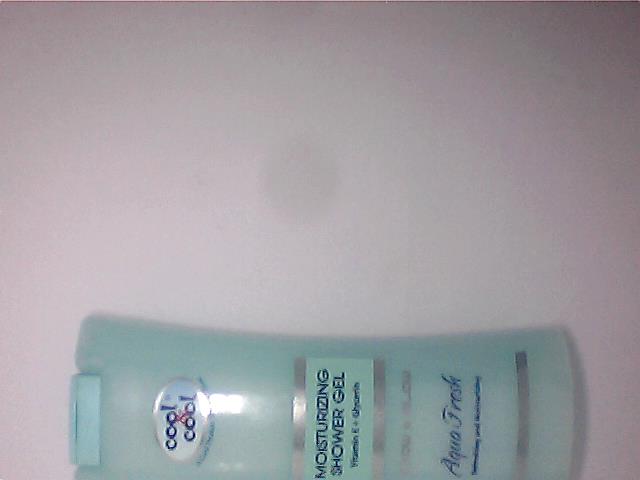 cool
&
cool
MOISTURIZING
SHOWER GEL
Vitamin E + Glycerin
Aqua Fresh